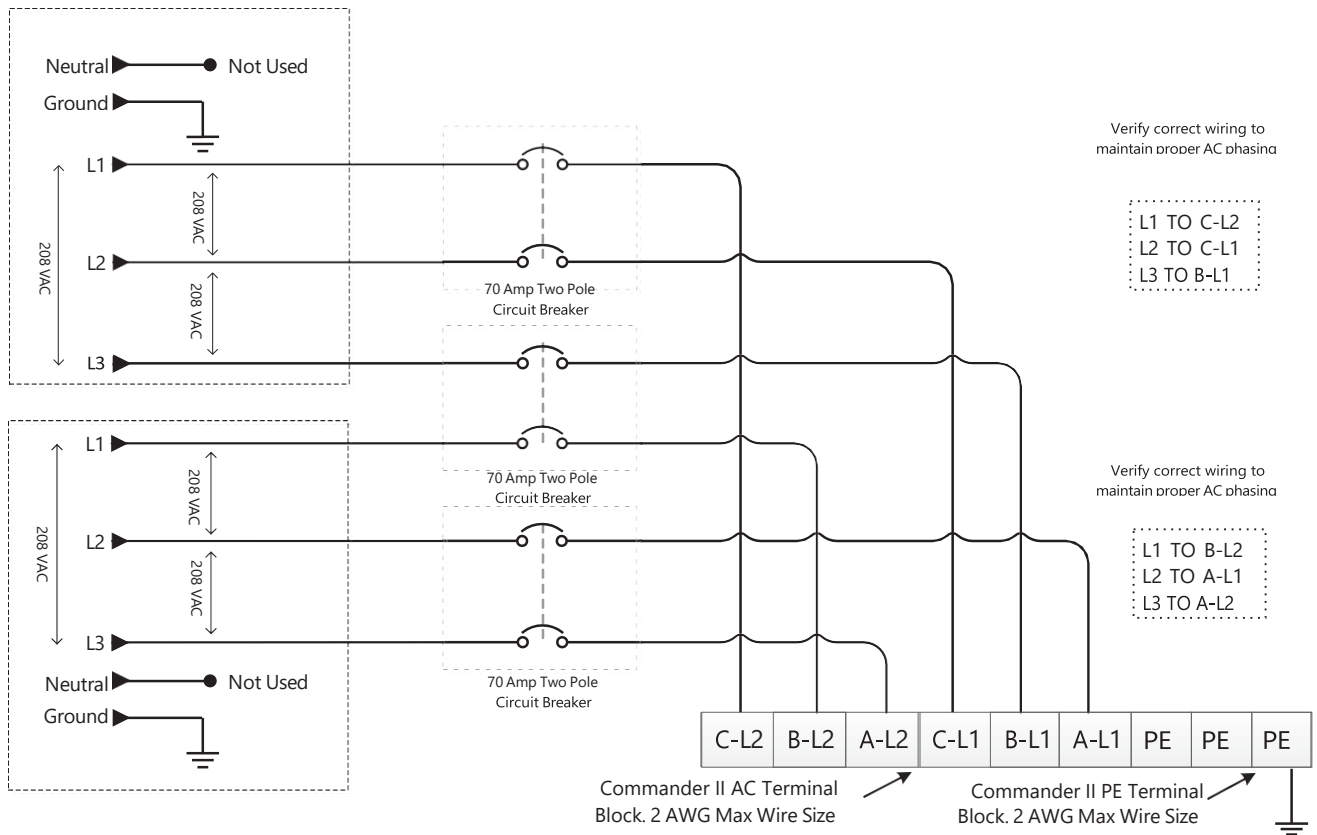 Neutral
Not Used
Ground
L1
208 VAC
208 VAC
L2
208 VAC
L3
70 Amp Two Pole
Circuit Breaker
Verify correct wiring to
maintain proper AC phasing
L1 TO C-L2
L2 TO C-L1
L3 TO B-L1
L1
208 VAC
208 VAC
L2
208 VAC
L3
Neutral
Not Used
Ground
70 Amp Two Pole
Circuit Breaker
70 Amp Two Pole
Circuit Breaker
Verify correct wiring to
maintain proper AC phasing
L1 TO B-L2
L2 TO A-L1
L3 TO A-L2
C-L2 B-L2 A-L2 C-L1 B-L1 A-L1 PE PE PE
Commander II AC Terminal
Block. 2 AWG Max Wire Size
Commander II PE Terminal
Block. 2 AWG Max Wire Size